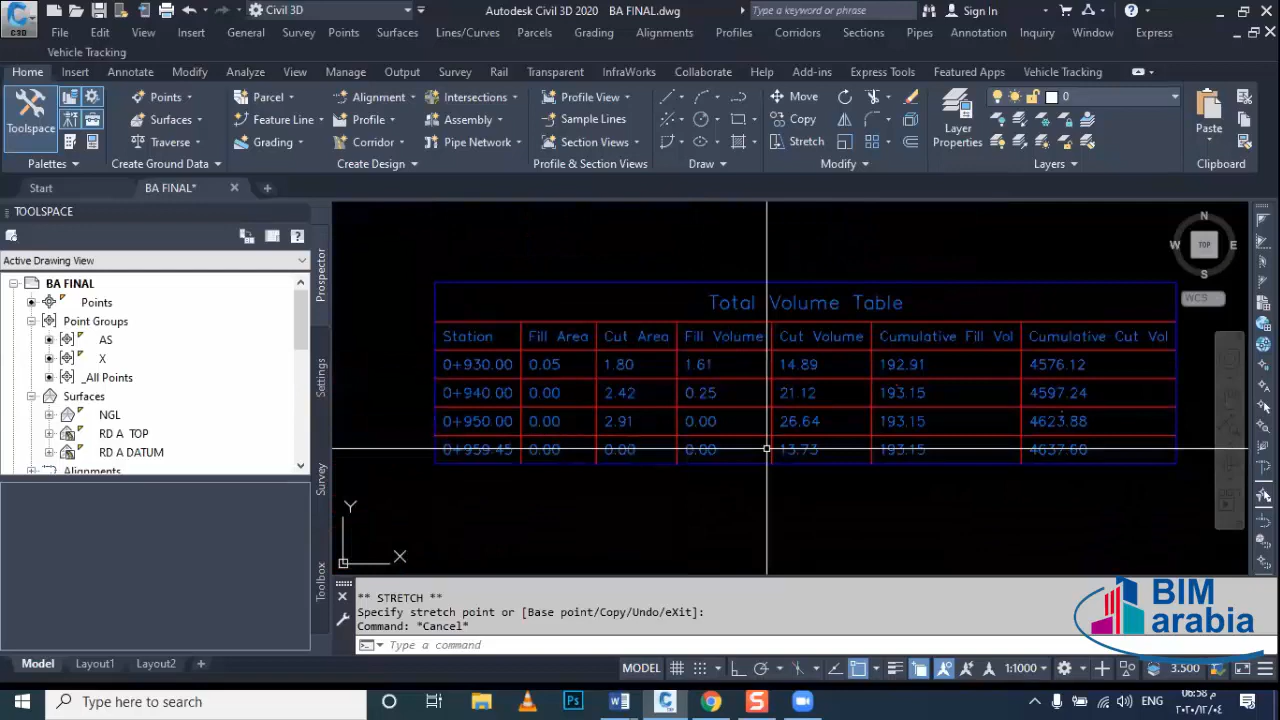 Civil 3D
Autodesk Civil 3D 2020 BA FINAL.dwg
Type a keyword or phrase
Sign In
C3D
File Edit View Insert General Survey Points Surfaces Lines/Curves Parcels Grading Alignments Profiles Corridors Sections Pipes Annotation Inquiry Window Express
Vehicle Tracking
Home Insert Annotate Modify Analyze View Manage Output Survey Rail Transparent InfraWorks Collaborate Help Add-ins Express Tools Featured Apps Vehicle Tracking
Toolspace
Points
Surfaces
Traverse
Parcel
Feature Line
Grading
Alignment
Profile
Corridor
Intersections
Assembly
Pipe Network
Profile View
Sample Lines
Section Views
Move
Copy
Stretch
Layer
Properties
0
Paste
Palettes
Create Ground Data
Create Design
Profile & Section Views
Draw
Modify
Layers
Clipboard
Start
BA FINAL*
TOOLSPACE
Active Drawing View
BA FINAL
Points
Point Groups
AS
X
_All Points
Surfaces
NGL
RD A TOP
RD A DATUM
Alignments
Prospector
Settings
Survey
Toolbox
N
W TOP E
S
WCS
Total Volume Table
Station Fill Area Cut Area Fill Volume Cut Volume Cumulative Fill Vol Cumulative Cut Vol
0+930.00 0.05 1.80 1.61 14.89 192.91 4576.12
0+940.00 0.00 2.42 0.25 21.12 193.15 4597.24
0+950.00 0.00 2.91 0.00 26.64 193.15 4623.88
0+959.45 0.00 0.00 0.00 13.73 193.15 4637.60
Y
X
** STRETCH **
Specify stretch point or [Base point/Copy/Undo/eXit]:
Command: *Cancel*
Type a command
BIM
arabia
Model Layout1 Layout2
MODEL
1:1000
3.500
Type here to search
Ps
S
ENG
06:58 م
٢٠٢٠/١٢/٠٤